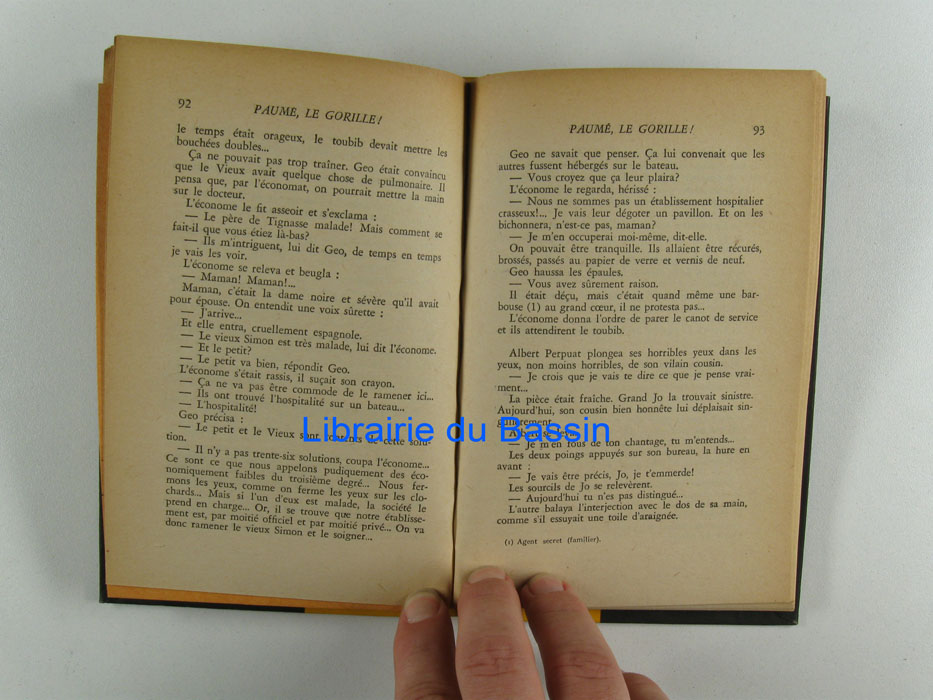 92
PAUMÉ, LE GORILLE!
le temps était orageux, le toubib devait mettre les
bouchées doubles...
Ça ne pouvait pas trop traîner. Geo était convaincu
que le Vieux avait quelque chose de pulmonaire. Il
pensa que, par l'économat, on pourrait mettre la main
sur le docteur.
L'économe le fit asseoir et s'exclama :
— Le père de Tignasse malade! Mais comment se
fait-il que vous étiez là-bas?
— Ils m'intriguent, lui dit Geo, de temps en temps
je vais les voir.
L'économe se releva et beugla :
— Maman! Maman!...
Maman, c'était la dame noire et sévère qu'il avait
pour épouse. On entendit une voix sûrette :
— J'arrive...
Et elle entra, cruellement espagnole.
— Le vieux Simon est très malade, lui dit l'économe.
— Et le petit?
— Le petit va bien, répondit Geo.
L'économe s'était rassis, il suçait son crayon.
— Ça ne va pas être commode de le ramener ici...
— Ils ont trouvé l'hospitalité sur un bateau...
— L'hospitalité!
Geo précisa :
— Le petit et le Vieux sont contents de cette solu-
tion.
— Il n'y a pas trente-six solutions, coupa l'économe...
Ce sont ce que nous appelons pudiquement des éco-
nomiquement faibles du troisième degré... Nous fer-
mons les yeux, comme on ferme les yeux sur les clo-
chards... Mais si l'un d'eux est malade, la société le
prend en charge... Or, il se trouve que notre établisse-
ment est, par moitié officiel et par moitié privé... On va
donc ramener le vieux Simon et le soigner...
PAUMÉ, LE GORILLE!
93
Geo ne savait que penser. Ça lui convenait que les
autres fussent hébergés sur le bateau.
— Vous croyez que ça leur plaira?
L'économe le regarda, hérissé :
— Nous ne sommes pas un établissement hospitalier
crasseux!... Je vais leur dégoter un pavillon. Et on les
bichonnera, n'est-ce pas, maman?
— Je m'en occuperai moi-même, dit-elle.
On pouvait être tranquille. Ils allaient être récurés,
brossés, passés au papier de verre et vernis de neuf.
Geo haussa les épaules.
— Vous avez sûrement raison.
Il était déçu, mais c'était quand même une bar-
bouse (1) au grand cœur, il ne protesta pas...
L'économe donna l'ordre de parer le canot de service
et ils attendirent le toubib.
Albert Perpuat plongea ses horribles yeux dans les
yeux, non moins horribles, de son vilain cousin.
— Je crois que je vais te dire ce que je pense vrai-
ment...
La pièce était fraîche. Grand Jo la trouvait sinistre.
Aujourd'hui, son cousin bien honnête lui déplaisait sin-
gulièrement.
— Je m'en fous de ton chantage, tu m'entends...
Les deux poings appuyés sur son bureau, la hure en
avant :
— Je vais être précis, Jo, je t'emmerde!
Les sourcils de Jo se relevèrent.
— Aujourd'hui tu n'es pas distingué...
L'autre balaya l'interjection avec le dos de sa main,
comme s'il essuyait une toile d'araignée.
(1) Agent secret (familier).
Librairie du Bassin